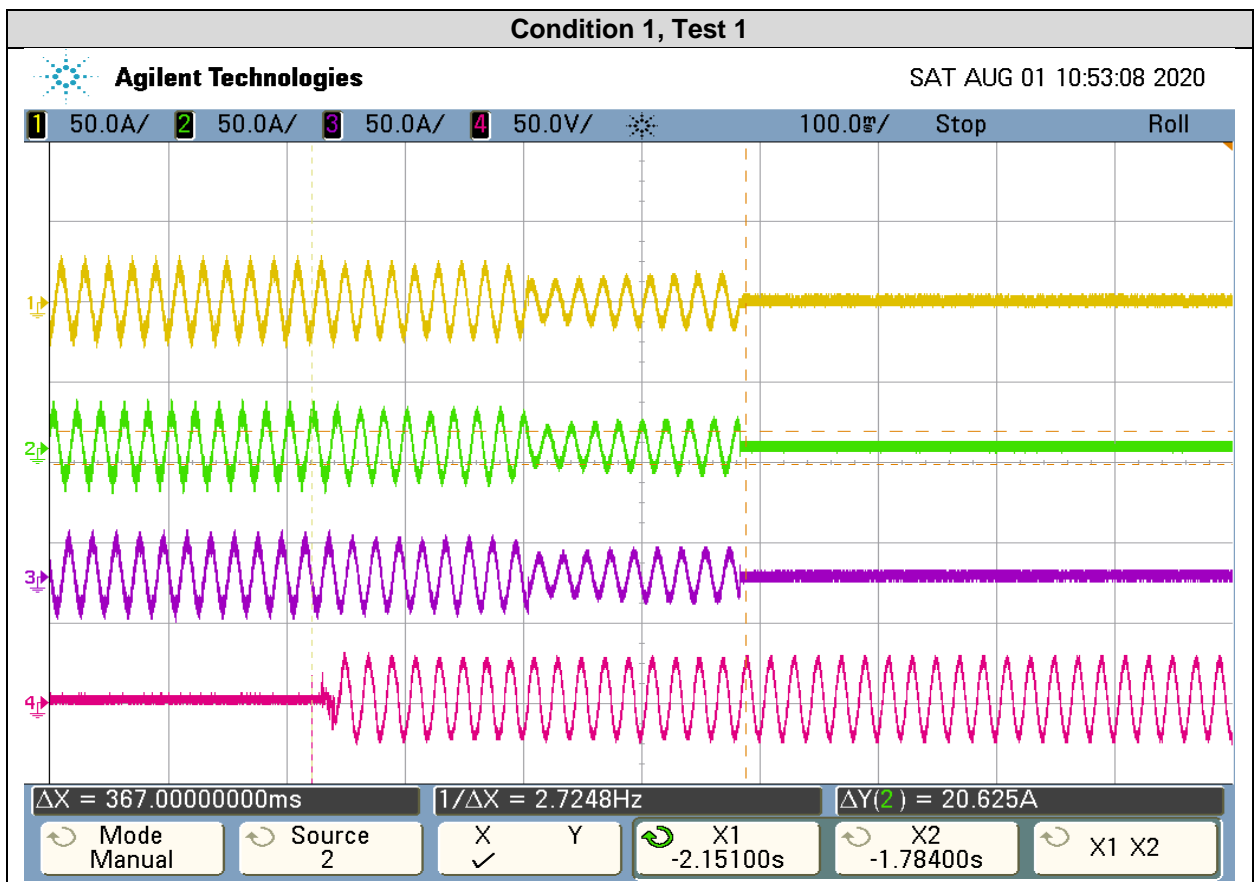 Condition 1, Test 1
Agilent Technologies SAT AUG 01 10:53:08 2020
1 50.0A/ 2 50.0A/ 3 50.0A/ 4 50.0V/ 100.0ms/ Stop Roll
1
2
3
4
ΔX = 367.00000000ms 1/ΔX = 2.7248Hz ΔY(2) = 20.625A
Mode Source X Y X1 X2 X1 X2
Manual 2 ✓ -2.15100s -1.78400s